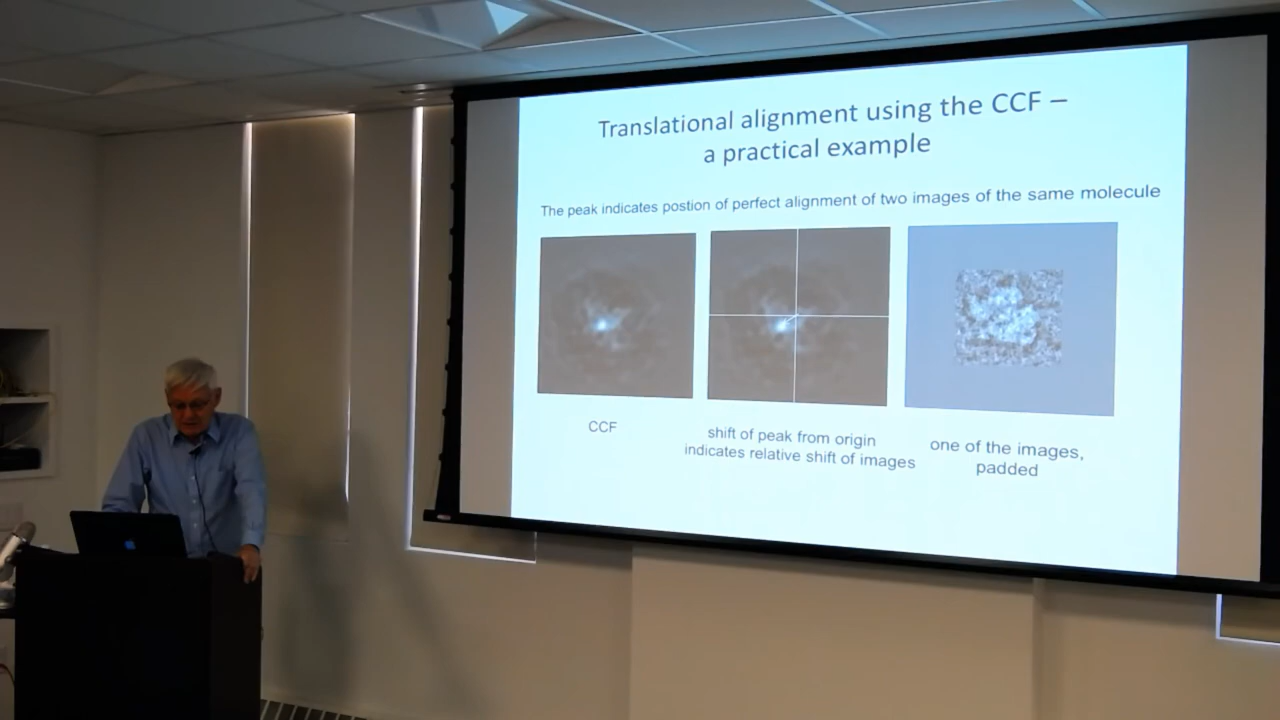 Translational alignment using the CCF –
a practical example
The peak indicates postion of perfect alignment of two images of the same molecule
CCF
shift of peak from origin
indicates relative shift of images
one of the images,
padded